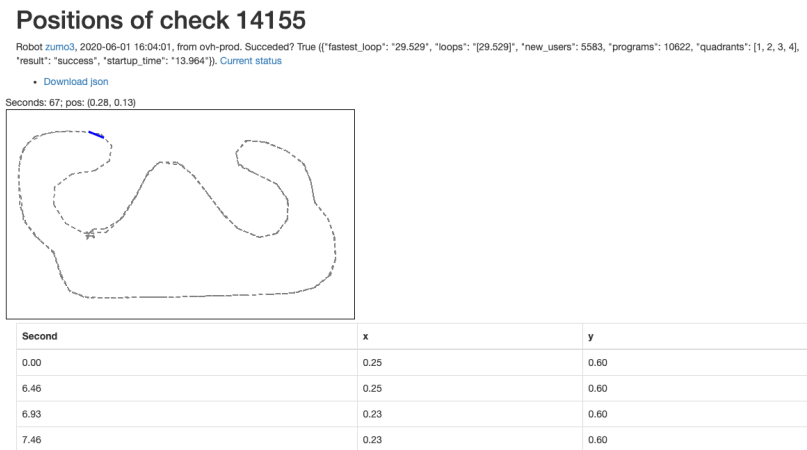 Positions of check 14155
Robot zumo3, 2020-06-01 16:04:01, from ovh-prod. Succeded? True ({"fastest_loop": "29.529", "loops": "[29.529]", "new_users": 5583, "programs": 10622, "quadrants": [1, 2, 3, 4],
"result": "success", "startup_time": "13.964"}). Current status
• Download json
Seconds: 67; pos: (0.28, 0.13)
Second x y
0.00 0.25 0.60
6.46 0.25 0.60
6.93 0.23 0.60
7.46 0.23 0.60